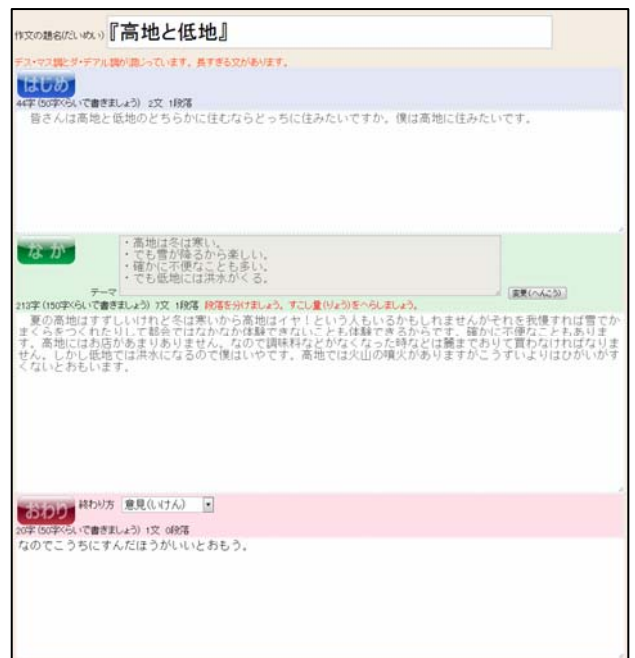 作文の題名(だいめい) 『高地と低地』
デス・マス調とダ・デアル調が混じっています。長すぎる文があります。
はじめ
44字 (50字くらいで書きましょう) 2文 1段落
皆さんは高地と低地のどちらかに住むならどっちに住みたいですか。僕は高地に住みたいです。
なか
・高地は冬は寒い。
・でも雪が降るから楽しい。
・確かに不便なことも多い。
・でも低地には洪水がくる。
テーマ
変更(へんこう)
213字 (150字くらいで書きましょう) 7文 1段落 段落を分けましょう。すこし量(りょう)をへらしましょう。
夏の高地はすずしいけれど冬は寒いから高地はイヤ!という人もいるかもしれませんがそれを我慢すれば雪でか
まくらをつくれたりして都会ではなかなか体験できないことも体験できるからです。確かに不便なこともありま
す。高地にはお店があまりありません。なので調味料などがなくなった時などは麓までおりて買わなければなりま
せん。しかし低地では洪水になるので僕はいやです。高地では火山の噴火がありますがこうずいよりはひがいがす
くないとおもいます。
おわり
終わり方 意見(いけん)
20字 (50字くらいで書きましょう) 1文 0段落
なのでこうちにすんだほうがいいとおもう。